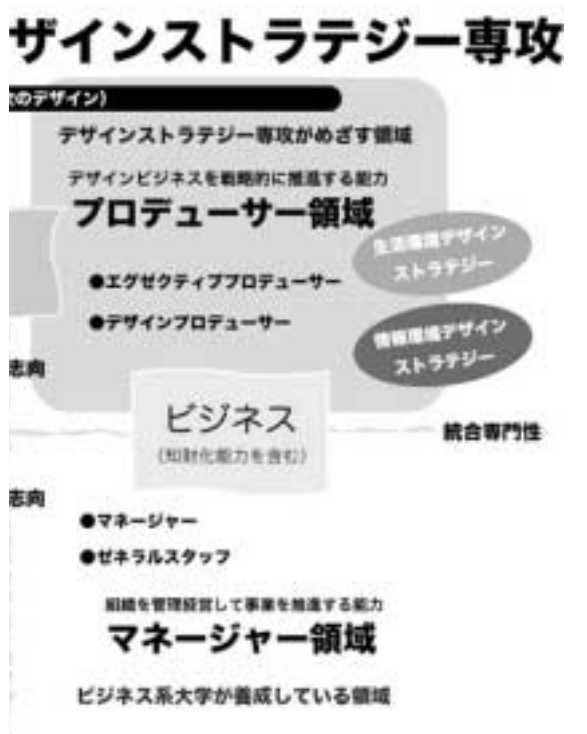 ザインストラテジー専攻
のデザイン）
デザインストラテジー専攻がめざす領域
デザインビジネスを戦略的に推進する能力
プロデューサー領域
生活環境デザイン
ストラテジー
●エグゼクティブプロデューサー
●デザインプロデューサー
情報環境デザイン
ストラテジー
志向
ビジネス
（知財化能力を含む）
統合専門性
志向
●マネージャー
●ゼネラルスタッフ
組織を管理経営して事業を推進する能力
マネージャー領域
ビジネス系大学が養成している領域